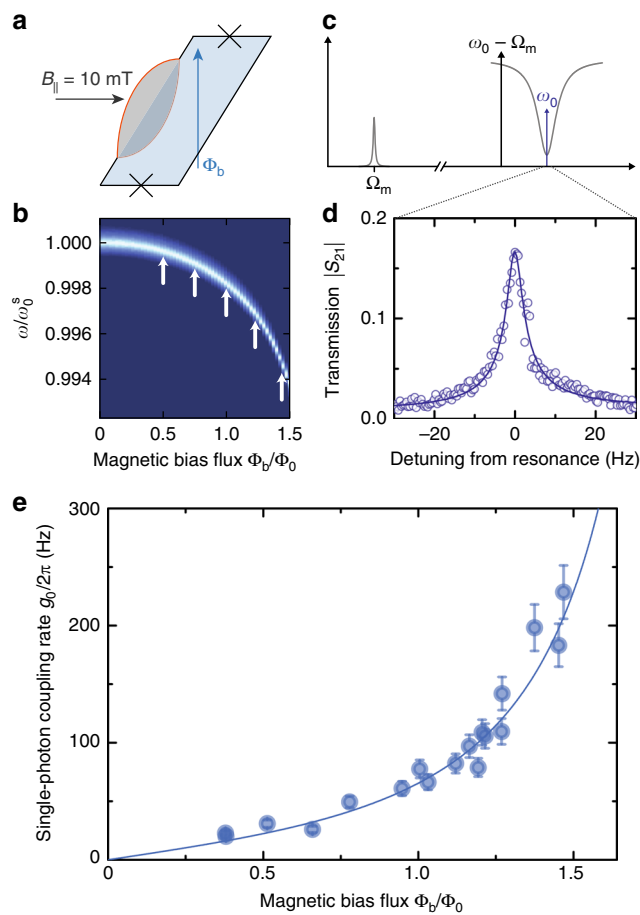 a
B|| = 10 mT
Φb
c
ω0 − Ωm
ω0
Ωm
b
ω/ω0s
1.000
0.998
0.996
0.994
0
0.5
1.0
1.5
Magnetic bias flux Φb/Φ0
d
Transmission |S21|
0.2
0.1
0.0
−20
0
20
Detuning from resonance (Hz)
e
Single-photon coupling rate g0/2π (Hz)
300
200
100
0
0
0.5
1.0
1.5
Magnetic bias flux Φb/Φ0